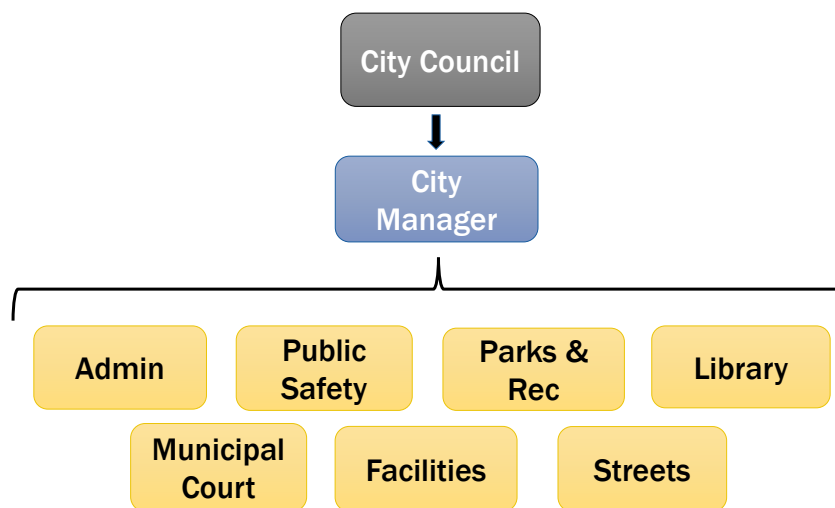 City Council
City
Manager
Admin
Public
Safety
Parks &
Rec
Library
Municipal
Court
Facilities
Streets